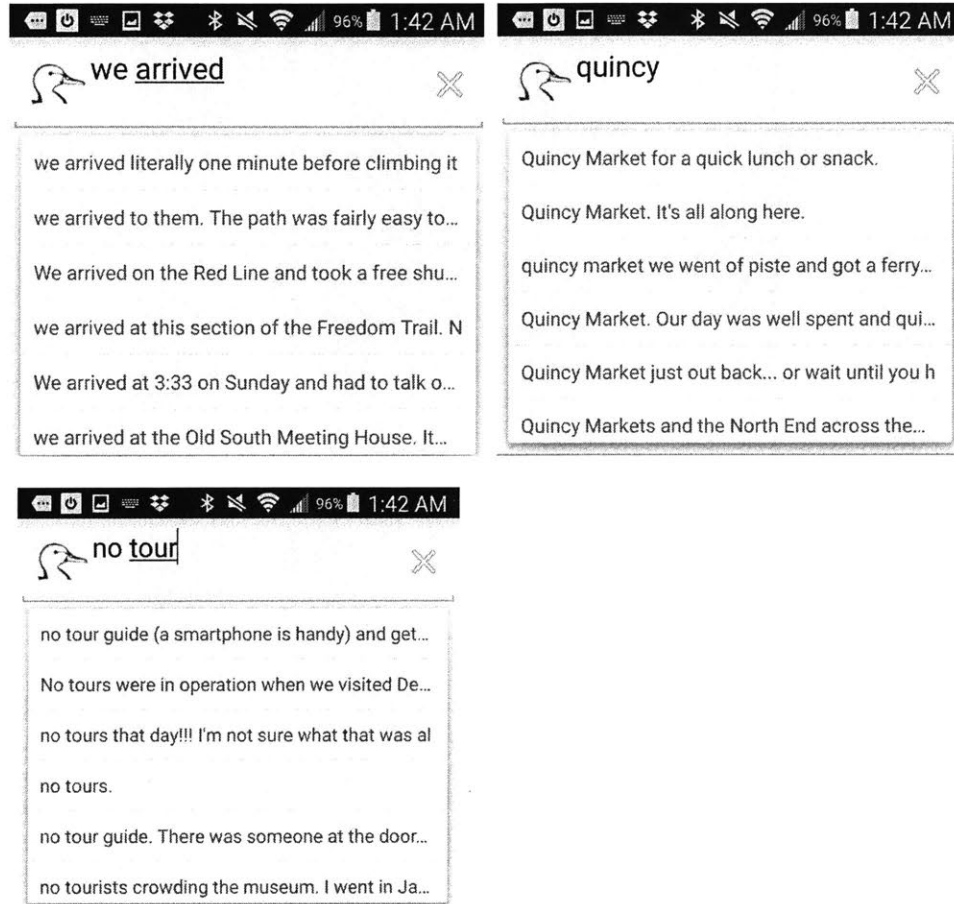 96% 1:42 AM
we arrived
we arrived literally one minute before climbing it
we arrived to them. The path was fairly easy to...
We arrived on the Red Line and took a free shu...
we arrived at this section of the Freedom Trail. N
We arrived at 3:33 on Sunday and had to talk o...
we arrived at the Old South Meeting House. It...
96% 1:42 AM
quincy
Quincy Market for a quick lunch or snack.
Quincy Market. It's all along here.
quincy market we went of piste and got a ferry...
Quincy Market. Our day was well spent and qui...
Quincy Market just out back... or wait until you h
Quincy Markets and the North End across the...
96% 1:42 AM
no tour
no tour guide (a smartphone is handy) and get...
No tours were in operation when we visited De...
no tours that day!!! I'm not sure what that was al
no tours.
no tour guide. There was someone at the door...
no tourists crowding the museum. I went in Ja...